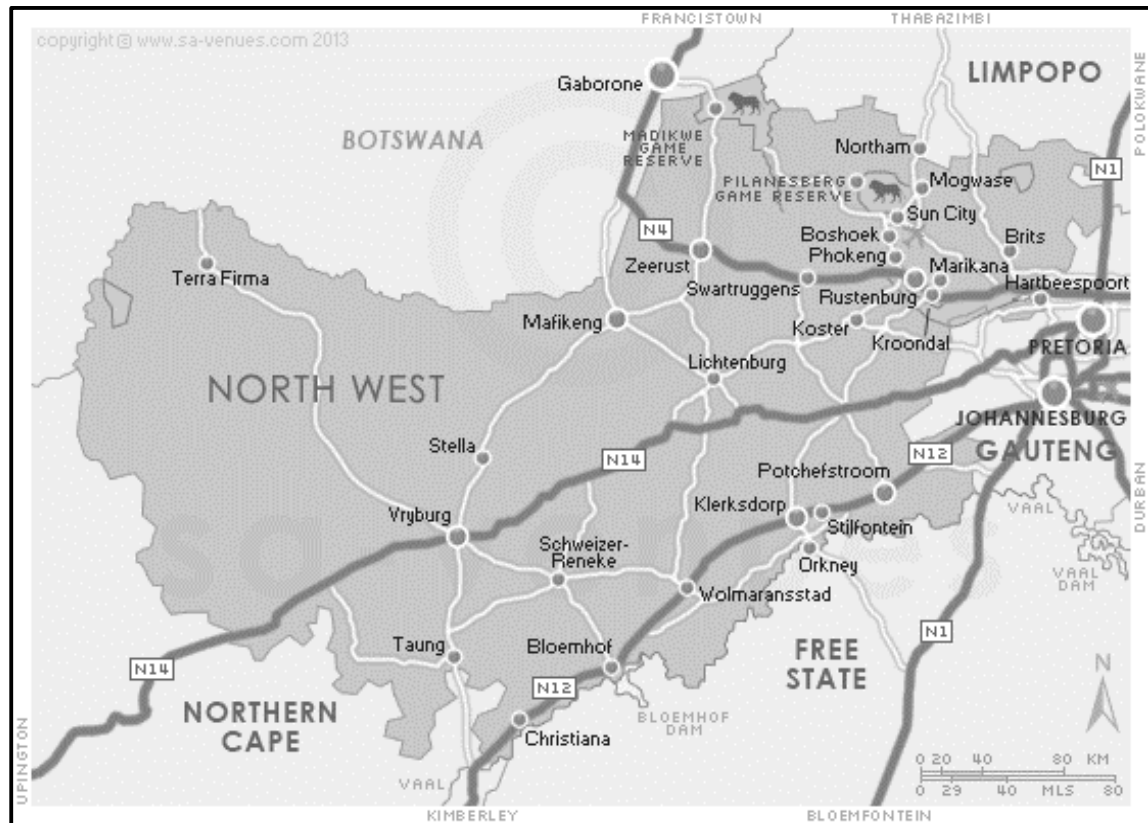 FRANCISTOWN
THABAZIMBI
copyright © www.sa-venues.com 2013
LIMPOPO
POLOKWANE
Gaborone
BOTSWANA
MADIKWE
GAME
RESERVE
Northam
N1
PILANESBERG
GAME RESERVE
Mogwase
Sun City
N4
Boshoek
Brits
Phokeng
Zeerust
Marikana
Terra Firma
Swartruggens
Hartbeespoort
Rustenburg
Mafikeng
Koster
Kroondal
PRETORIA
Lichtenburg
NORTH WEST
JOHANNESBURG
GAUTENG
Stella
N12
N14
Potchefstroom
DURBAN
Vryburg
Klerksdorp
VAAL
Stilfontein
Schweizer-
Reneke
Orkney
VAAL
DAM
Wolmaransstad
N1
Taung
Bloemhof
FREE
STATE
N14
N12
N
NORTHERN
CAPE
BLOEMHOF
DAM
Christiana
UPINGTON
0 20 40 80 KM
VAAL
0 29 40 MLS 80
KIMBERLEY
BLOEMFONTEIN